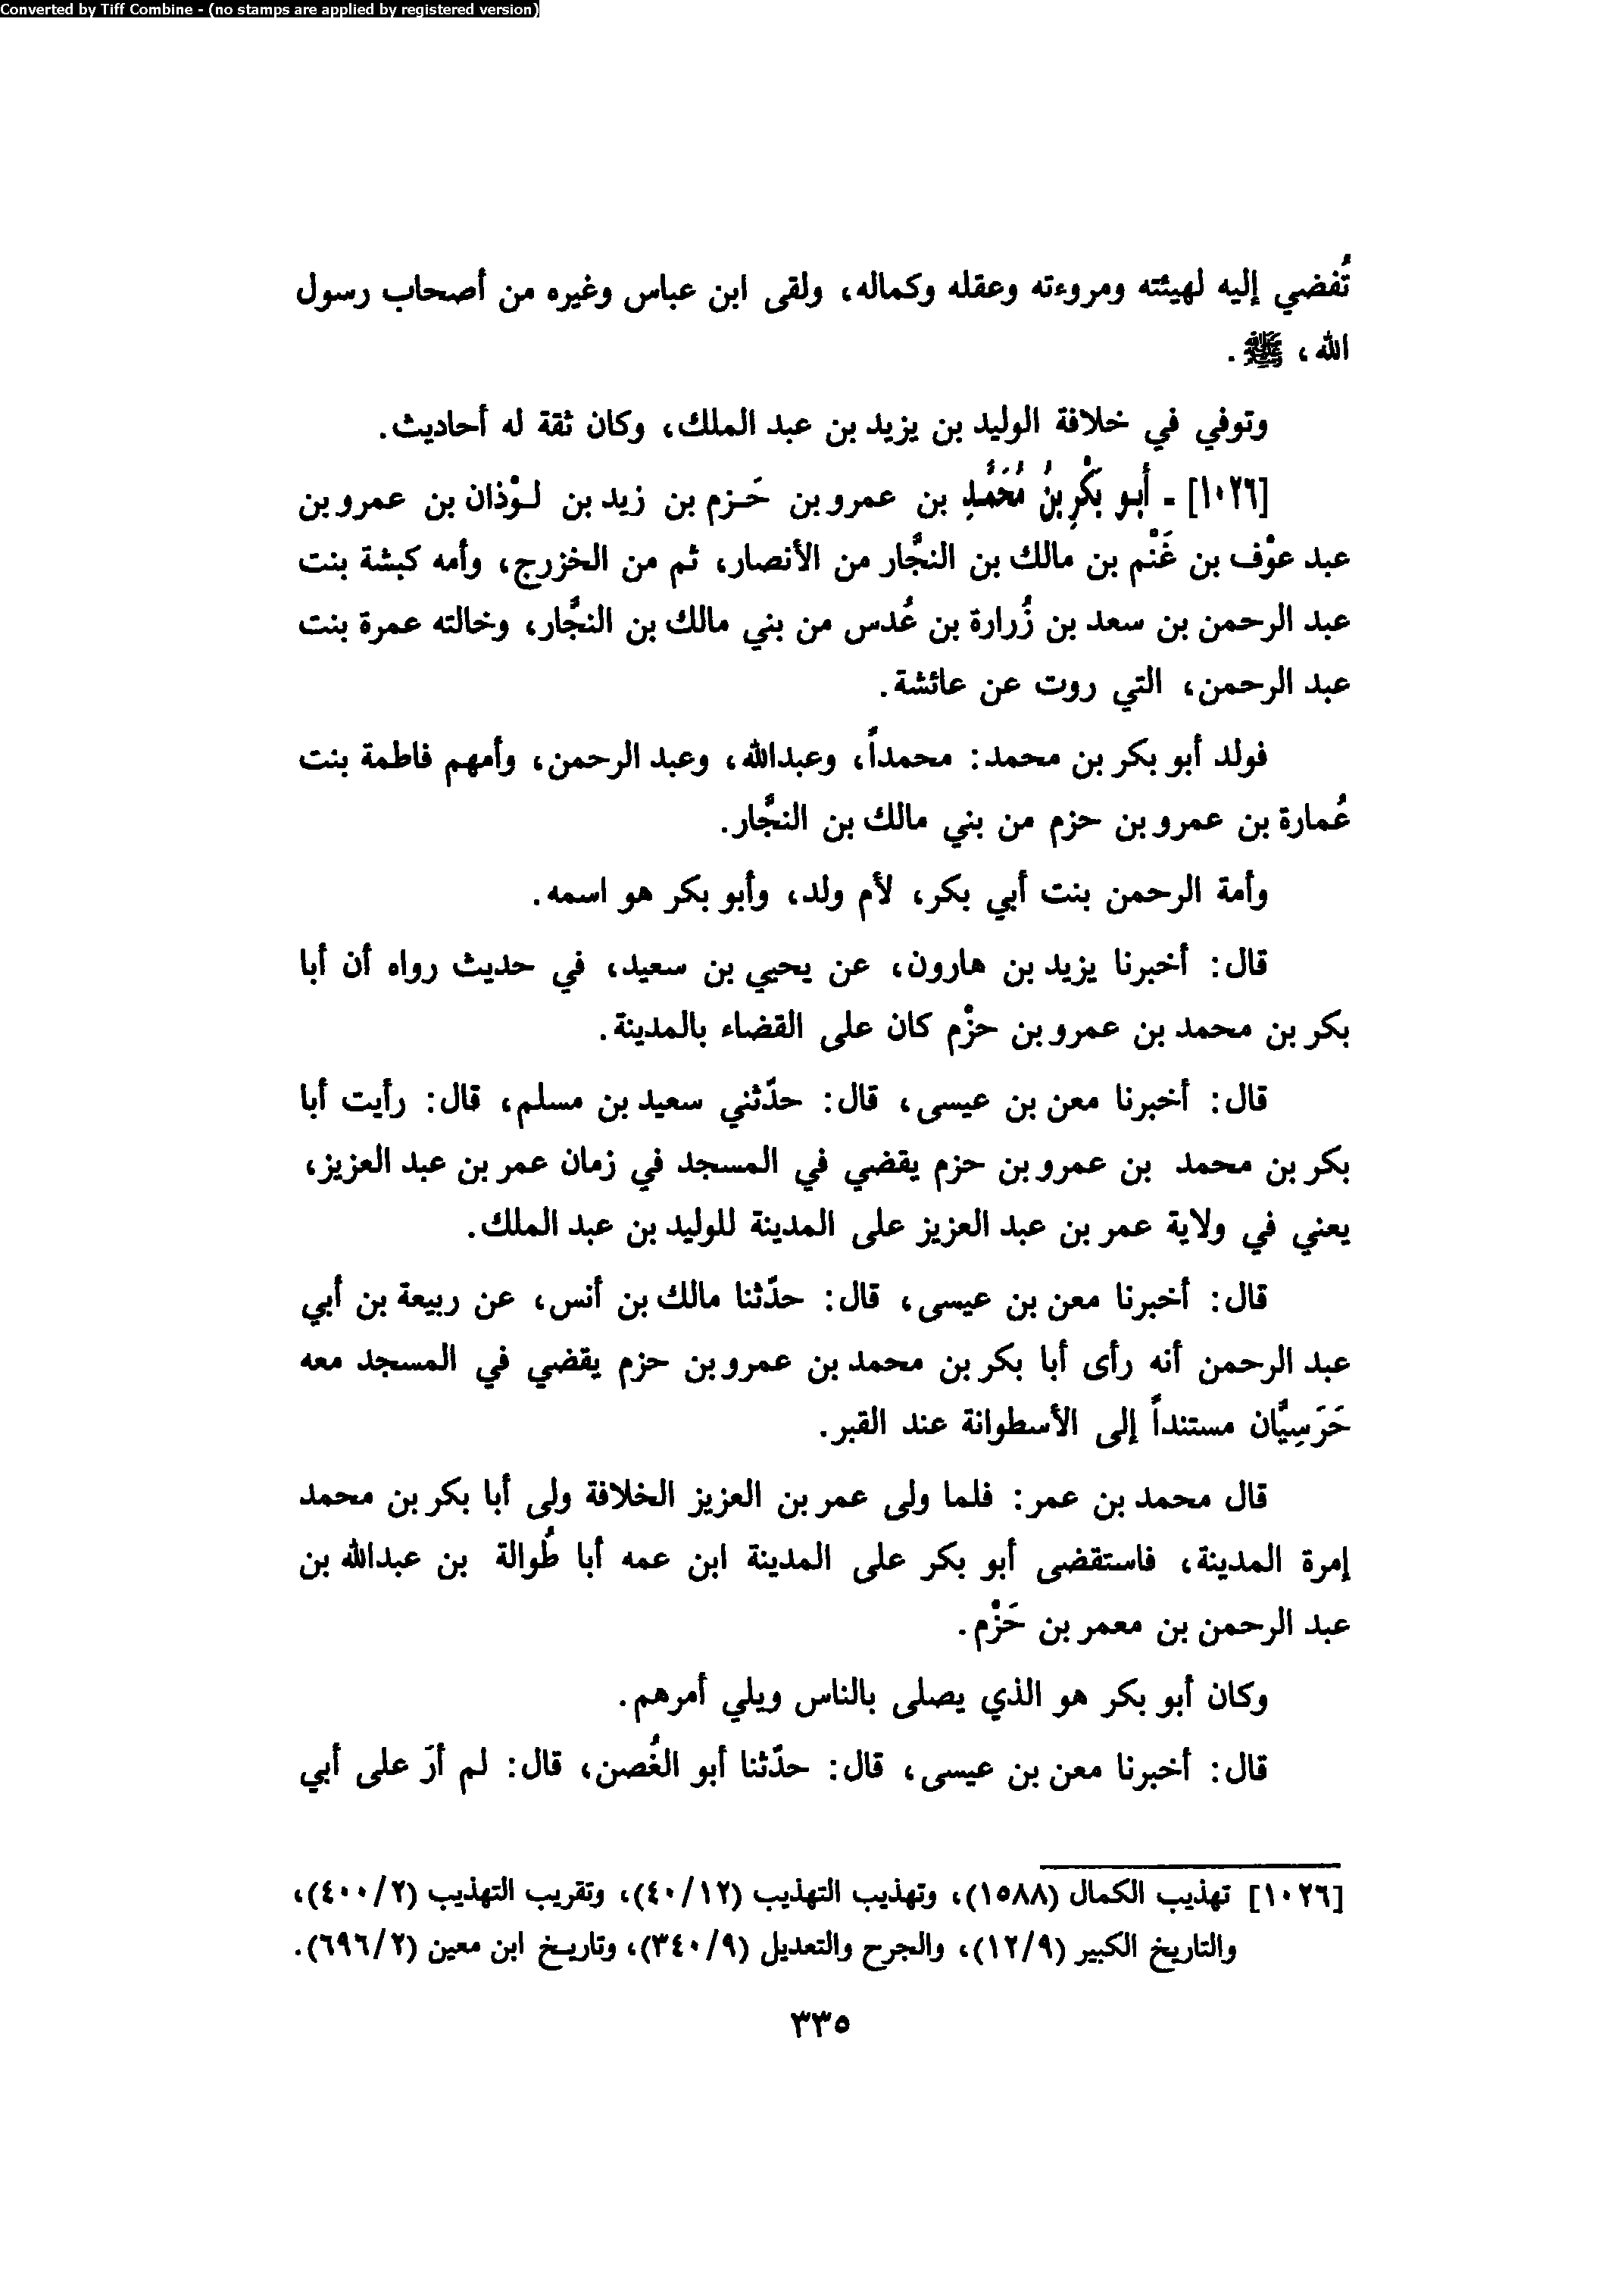 Converted by Tiff Combine - (no stamps are applied by registered version)
تُفضي إليه لهيئته ومروءته وعقله وكماله، ولقى ابن عباس وغيره من أصحاب رسول
الله، ﷺ.
وتوفي في خلافة الوليد بن يزيد بن عبد الملك، وكان ثقة له أحاديث.
[١٠٢٦] - أَبو بَكْرِ بنُ مُحَمَّدِ بن عمرو بن حَزم بن زيد بن لوْذان بن عمرو بن
عبد عوْف بن غَنْم بن مالك بن النجَّار من الأنصار، ثم من الخزرج، وأمه كبشة بنت
عبد الرحمن بن سعد بن زُرارة بن عُدس من بني مالك بن النجَّار، وخالته عمرة بنت
عبد الرحمن، التي روت عن عائشة.
فولد أبو بكر بن محمد: محمداً، وعبدالله، وعبد الرحمن، وأمهم فاطمة بنت
عُمارة بن عمرو بن حزم من بني مالك بن النجَّار.
وأمة الرحمن بنت أبي بكر، لأم ولد، وأبو بكر هو اسمه.
قال: أخبرنا يزيد بن هارون، عن يحيي بن سعيد، في حديث رواه أن أبا
بكر بن محمد بن عمرو بن حزْم كان على القضاء بالمدينة.
قال: أخبرنا معن بن عيسى، قال: حدّثني سعيد بن مسلم، قال: رأيت أبا
بكر بن محمد بن عمرو بن حزم يقضي في المسجد في زمان عمر بن عبد العزيز،
يعني في ولاية عمر بن عبد العزيز على المدينة للوليد بن عبد الملك.
قال: أخبرنا معن بن عيسى، قال: حدّثنا مالك بن أنس، عن ربيعة بن أبي
عبد الرحمن أنه رأى أبا بكر بن محمد بن عمرو بن حزم يقضي في المسجد معه
حَرَسِيَّان مستنداً إلى الأسطوانة عند القبر.
قال محمد بن عمر: فلما ولى عمر بن العزيز الخلافة ولى أبا بكر بن محمد
إمرة المدينة، فاستقضى أبو بكر على المدينة ابن عمه أبا طُوالة بن عبدالله بن
عبد الرحمن بن معمر بن حَزْم.
وكان أبو بكر هو الذي يصلى بالناس ويلي أمرهم.
قال: أخبرنا معن بن عيسى، قال: حدّثنا أبو الغُصن، قال: لم أرَ على أبي
[١٠٢٦] تهذيب الكمال (١٥٨٨)، وتهذيب التهذيب (٤٠/١٢)، وتقريب التهذيب (٤٠٠/٢)،
والتاريخ الكبير (١٢/٩)، والجرح والتعديل (٣٤٠/٩)، وتاريخ ابن معين (٦٩٦/٢).
٣٣٥